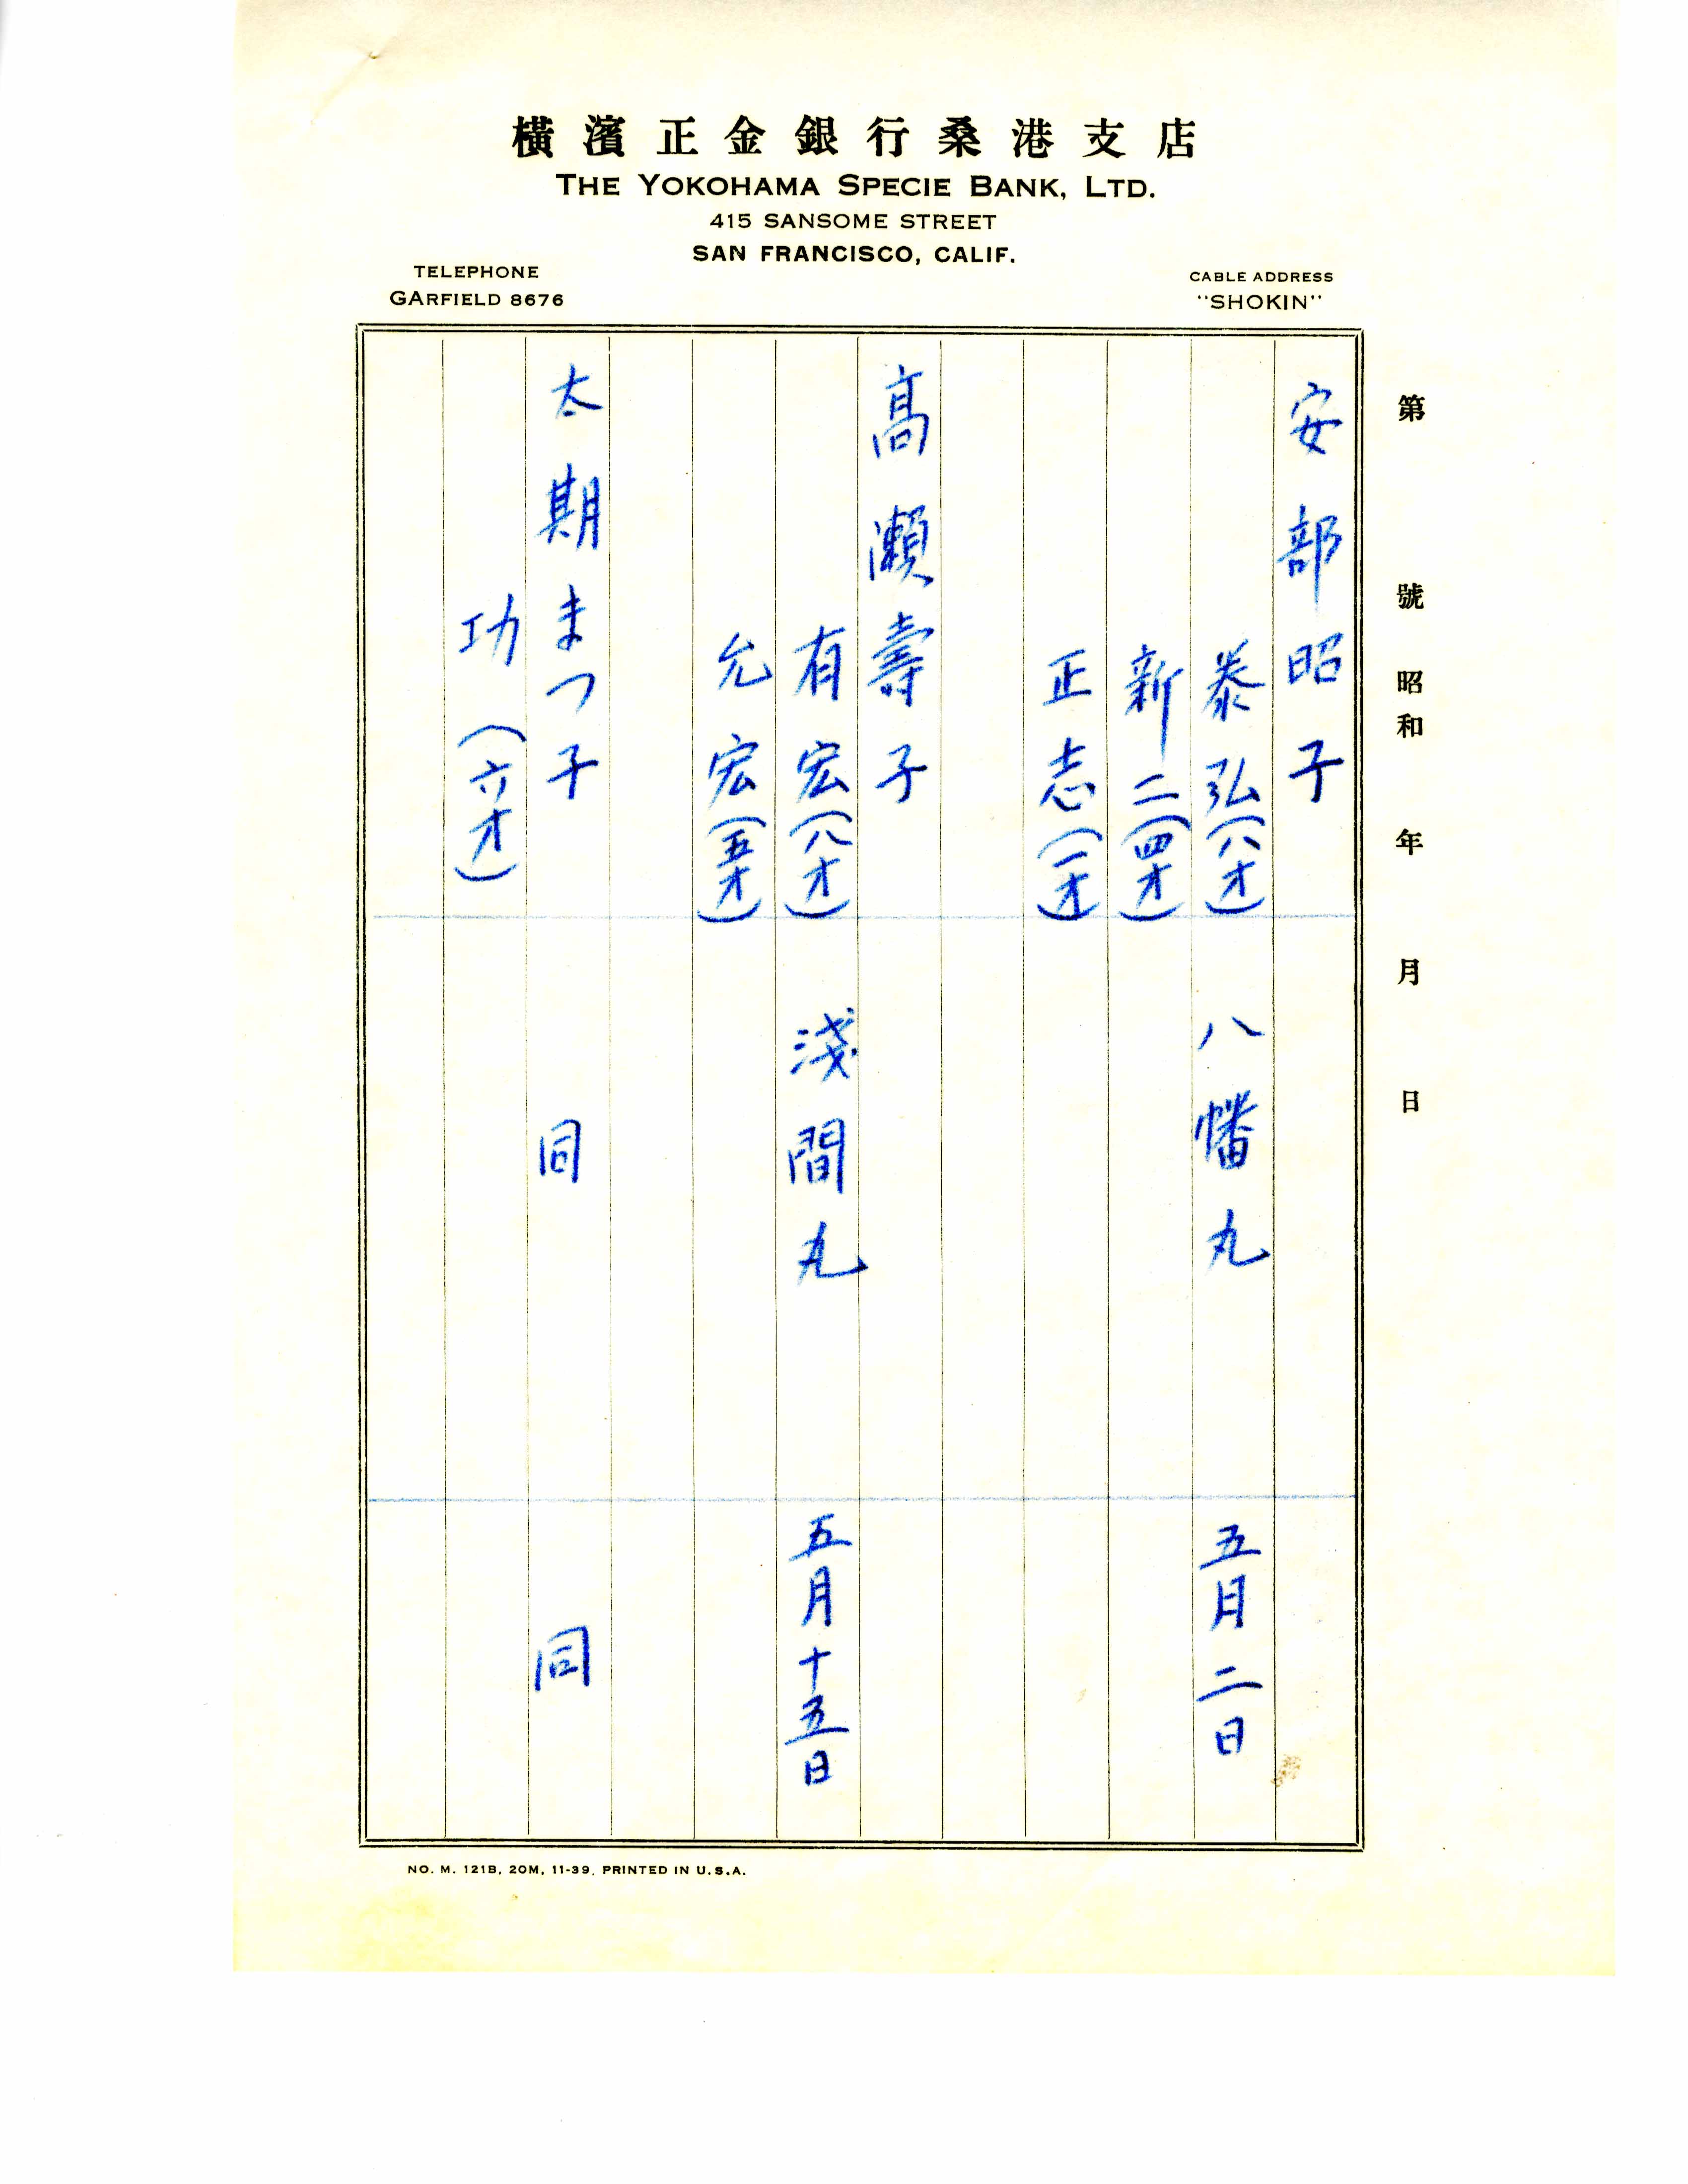 横濱正金銀行桑港支店
THE YOKOHAMA SPECIE BANK, LTD.
415 SANSOME STREET
SAN FRANCISCO, CALIF.
TELEPHONE
GARFIELD 8676
CABLE ADDRESS
"SHOKIN"
第 號 昭和 年 月 日
安部昭子
泰弘(八才) 八幡丸 五月二日
新二(四才)
正志(一才)
髙瀬壽子
有宏(八才) 淺間丸 五月十五日
允宏(五才)
太期まつ子 同 同
功(六才)
NO. M. 121B, 20M, 11-39, PRINTED IN U.S.A.